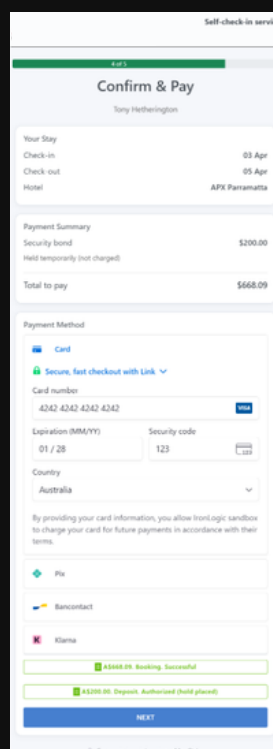 Self-check-in servi
4 of 5
Confirm & Pay
Tony Hetherington
Your Stay
Check-in 03 Apr
Check-out 05 Apr
Hotel APX Parramatta
Payment Summary
Security bond $200.00
Held temporarily (not charged)
Total to pay $668.09
Payment Method
Card
Secure, fast checkout with Link
Card number
4242 4242 4242 4242 VISA
Expiration (MM/YY) Security code
01 / 28 123
Country
Australia
By providing your card information, you allow IronLogic sandbox
to charge your card for future payments in accordance with their
terms.
Pix
Bancontact
K Klarna
A$668.09. Booking. Successful
A$200.00. Deposit. Authorized (hold placed)
NEXT